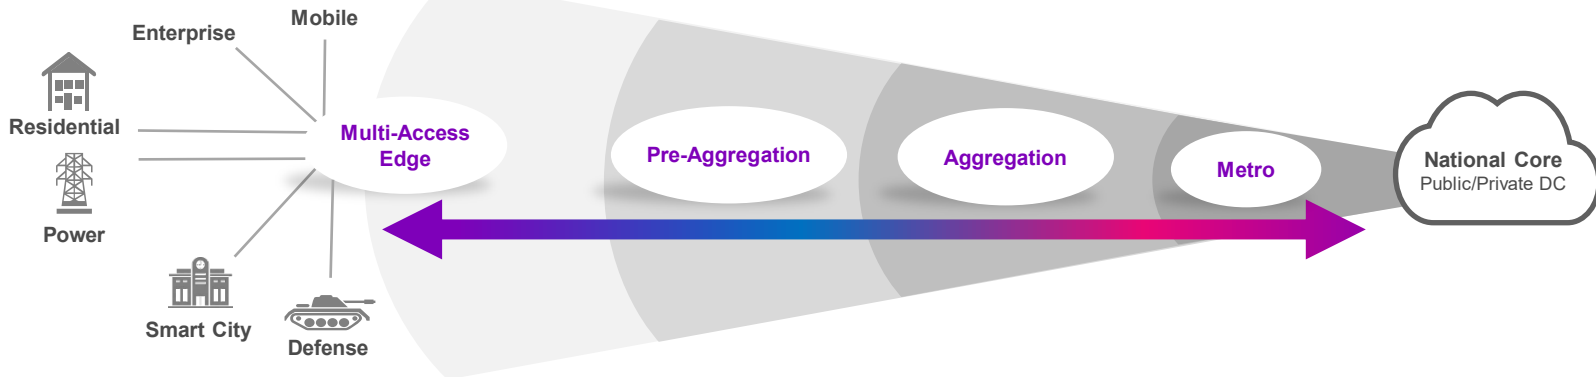 Mobile
Enterprise
Residential
Power
Smart City
Defense
Multi-Access
Edge
Pre-Aggregation
Aggregation
Metro
National Core
Public/Private DC